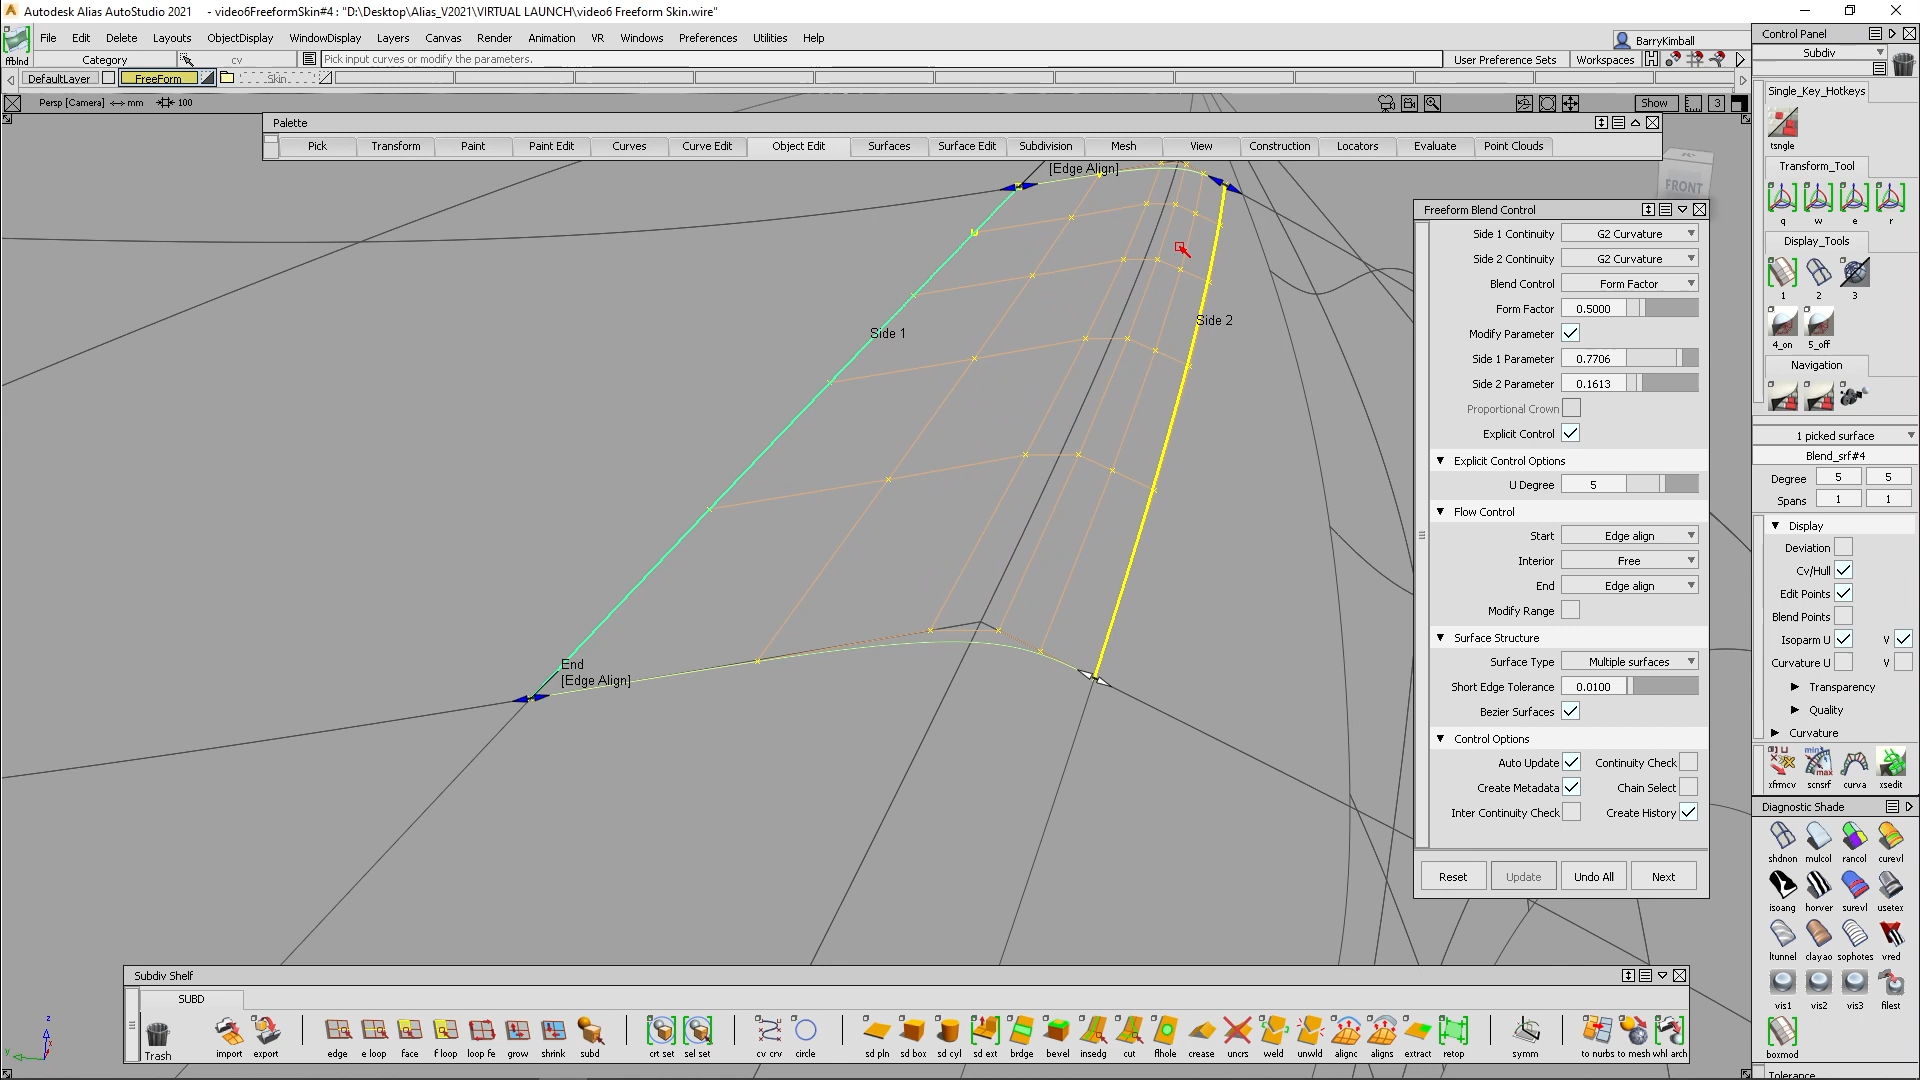 Autodesk Alias AutoStudio 2021 - video6FreeformSkin#4 : "D:\Desktop\Alias_V2021\VIRTUAL LAUNCH\video6 Freeform Skin.wire"
ffblnd File Edit Delete Layouts ObjectDisplay WindowDisplay Layers Canvas Render Animation VR Windows Preferences Utilities Help BarryKimball
Category cv Pick input curves or modify the parameters. User Preference Sets Workspaces
DefaultLayer FreeForm Skin
Persp [Camera] <-> mm 100 Show 3
Palette
Pick Transform Paint Paint Edit Curves Curve Edit Object Edit Surfaces Surface Edit Subdivision Mesh View Construction Locators Evaluate Point Clouds
[Edge Align]
Side 1
Side 2
End
[Edge Align]
FRONT
Freeform Blend Control
Side 1 Continuity G2 Curvature
Side 2 Continuity G2 Curvature
Blend Control Form Factor
Form Factor 0.5000
Modify Parameter
Side 1 Parameter 0.7706
Side 2 Parameter 0.1613
Proportional Crown
Explicit Control
Explicit Control Options
U Degree 5
Flow Control
Start Edge align
Interior Free
End Edge align
Modify Range
Surface Structure
Surface Type Multiple surfaces
Short Edge Tolerance 0.0100
Bezier Surfaces
Control Options
Auto Update Continuity Check
Create Metadata Chain Select
Inter Continuity Check Create History
Reset Update Undo All Next
Control Panel
Subdiv
Single_Key_Hotkeys
tsngle
Transform_Tool
q w e r
Display_Tools
1 2 3
4_on 5_off
Navigation
1 picked surface
Blend_srf#4
Degree 5 5
Spans 1 1
Display
Deviation
Cv/Hull
Edit Points
Blend Points
Isoparm U V
Curvature U V
Transparency
Quality
Curvature
min
max
xfrmcv scnsrf curva xsedit
Diagnostic Shade
shdnon mulcol rancol curevl
isoang horver surevl usetex
ltunnel clayao sophotes vred
vis1 vis2 vis3 filest
boxmod
Tolerance
Subdiv Shelf
SUBD
Trash import export edge e loop face f loop loop fe grow shrink subd crt set sel set cv crv circle sd pln sd box sd cyl sd ext brdge bevel insedg cut flhole crease uncrs weld unwld alignc aligns extract retop symm to nurbs to mesh whl arch
z
y